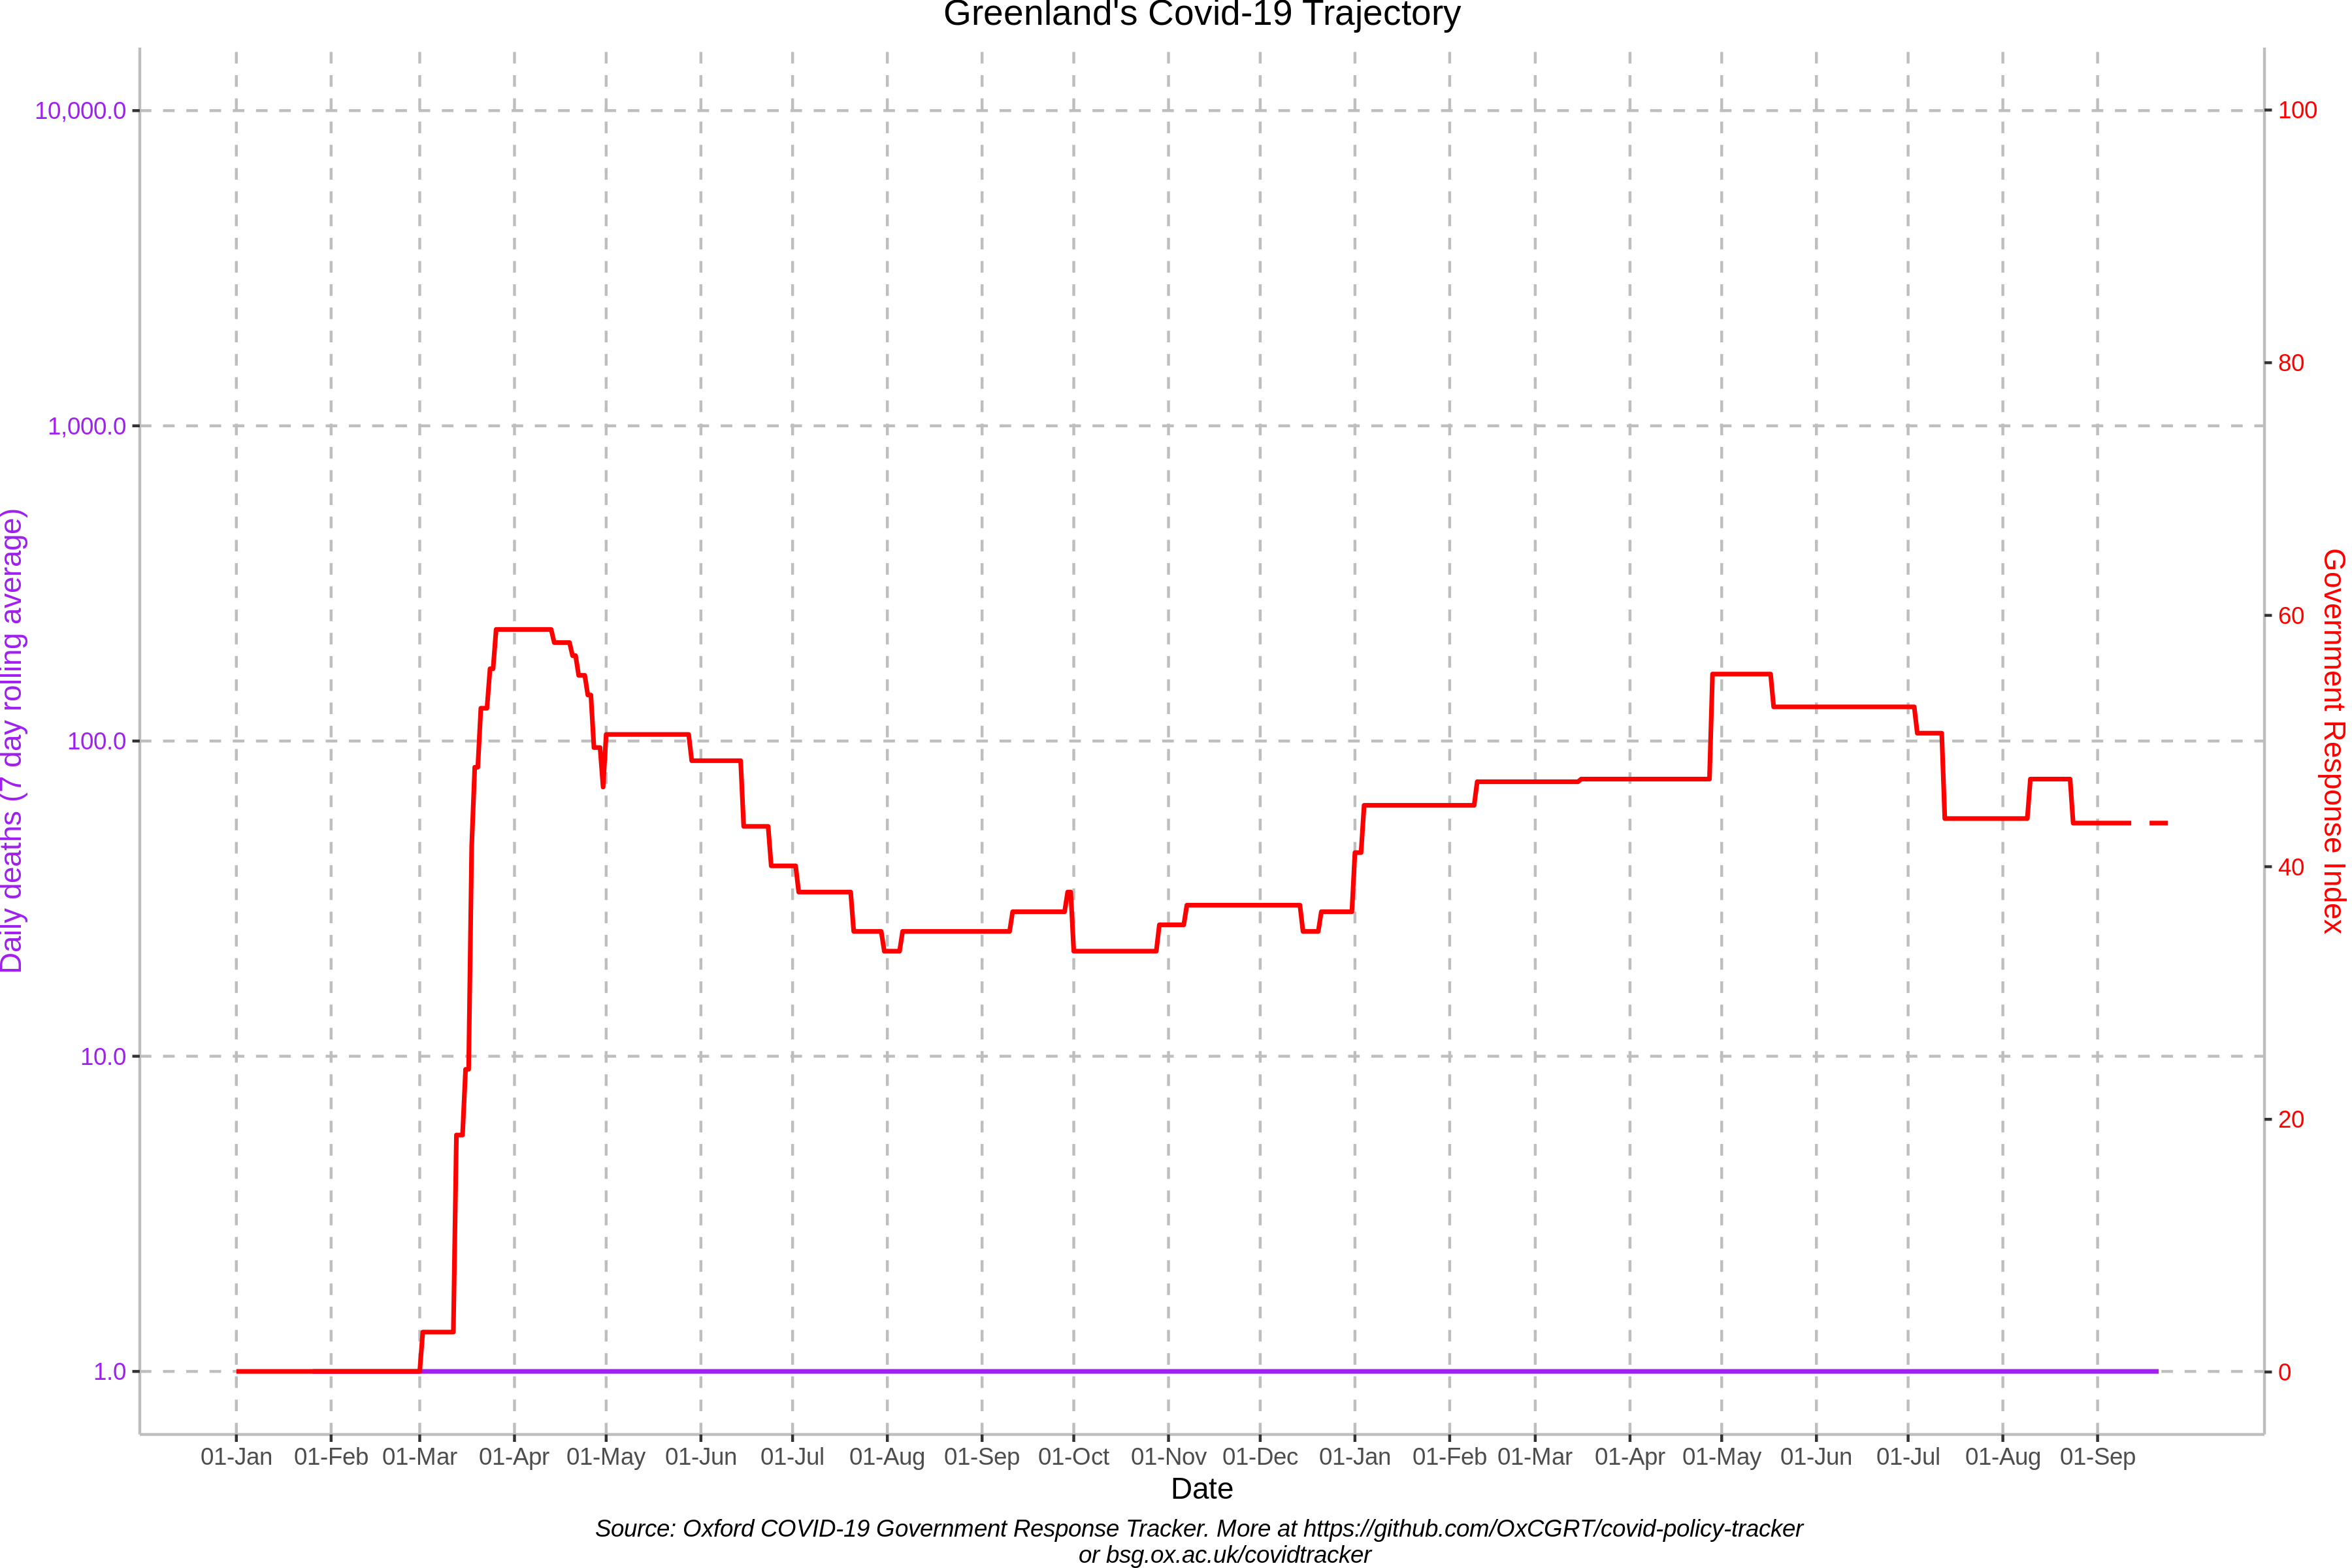 Greenland's Covid-19 Trajectory
Daily deaths (7 day rolling average)
10,000.0
1,000.0
100.0
10.0
1.0
100
80
60
40
20
0
Government Response Index
01-Jan 01-Feb 01-Mar 01-Apr 01-May 01-Jun 01-Jul 01-Aug 01-Sep 01-Oct 01-Nov 01-Dec 01-Jan 01-Feb 01-Mar 01-Apr 01-May 01-Jun 01-Jul 01-Aug 01-Sep
Date
Source: Oxford COVID-19 Government Response Tracker. More at https://github.com/OxCGRT/covid-policy-tracker
or bsg.ox.ac.uk/covidtracker